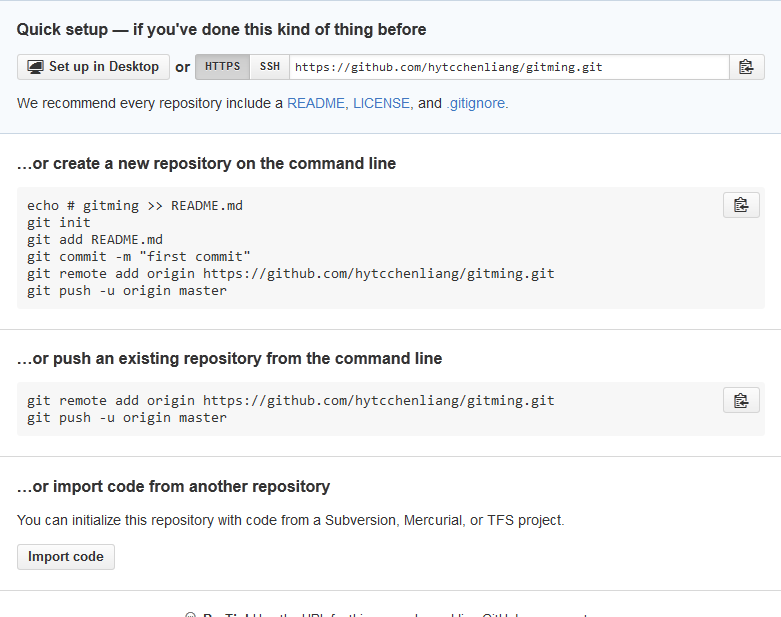 Quick setup — if you've done this kind of thing before
Set up in Desktop or HTTPS SSH https://github.com/hytcchenliang/gitming.git
We recommend every repository include a README, LICENSE, and .gitignore.
…or create a new repository on the command line
echo # gitming >> README.md
git init
git add README.md
git commit -m "first commit"
git remote add origin https://github.com/hytcchenliang/gitming.git
git push -u origin master
…or push an existing repository from the command line
git remote add origin https://github.com/hytcchenliang/gitming.git
git push -u origin master
…or import code from another repository
You can initialize this repository with code from a Subversion, Mercurial, or TFS project.
Import code